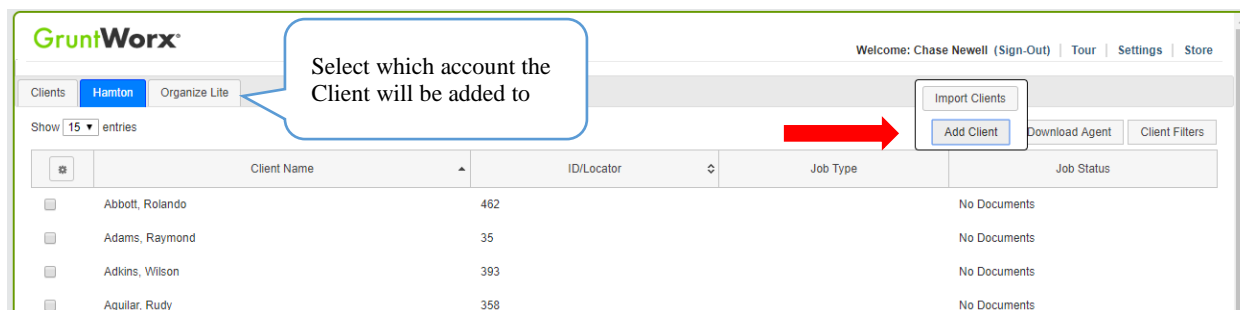 GruntWorx
Welcome: Chase Newell (Sign-Out) | Tour | Settings | Store
Select which account the
Client will be added to
Clients Hamton Organize Lite
Import Clients
Show 15 entries
Add Client Download Agent Client Filters
Client Name ID/Locator Job Type Job Status
Abbott, Rolando 462 No Documents
Adams, Raymond 35 No Documents
Adkins, Wilson 393 No Documents
Aguilar, Rudy 358 No Documents